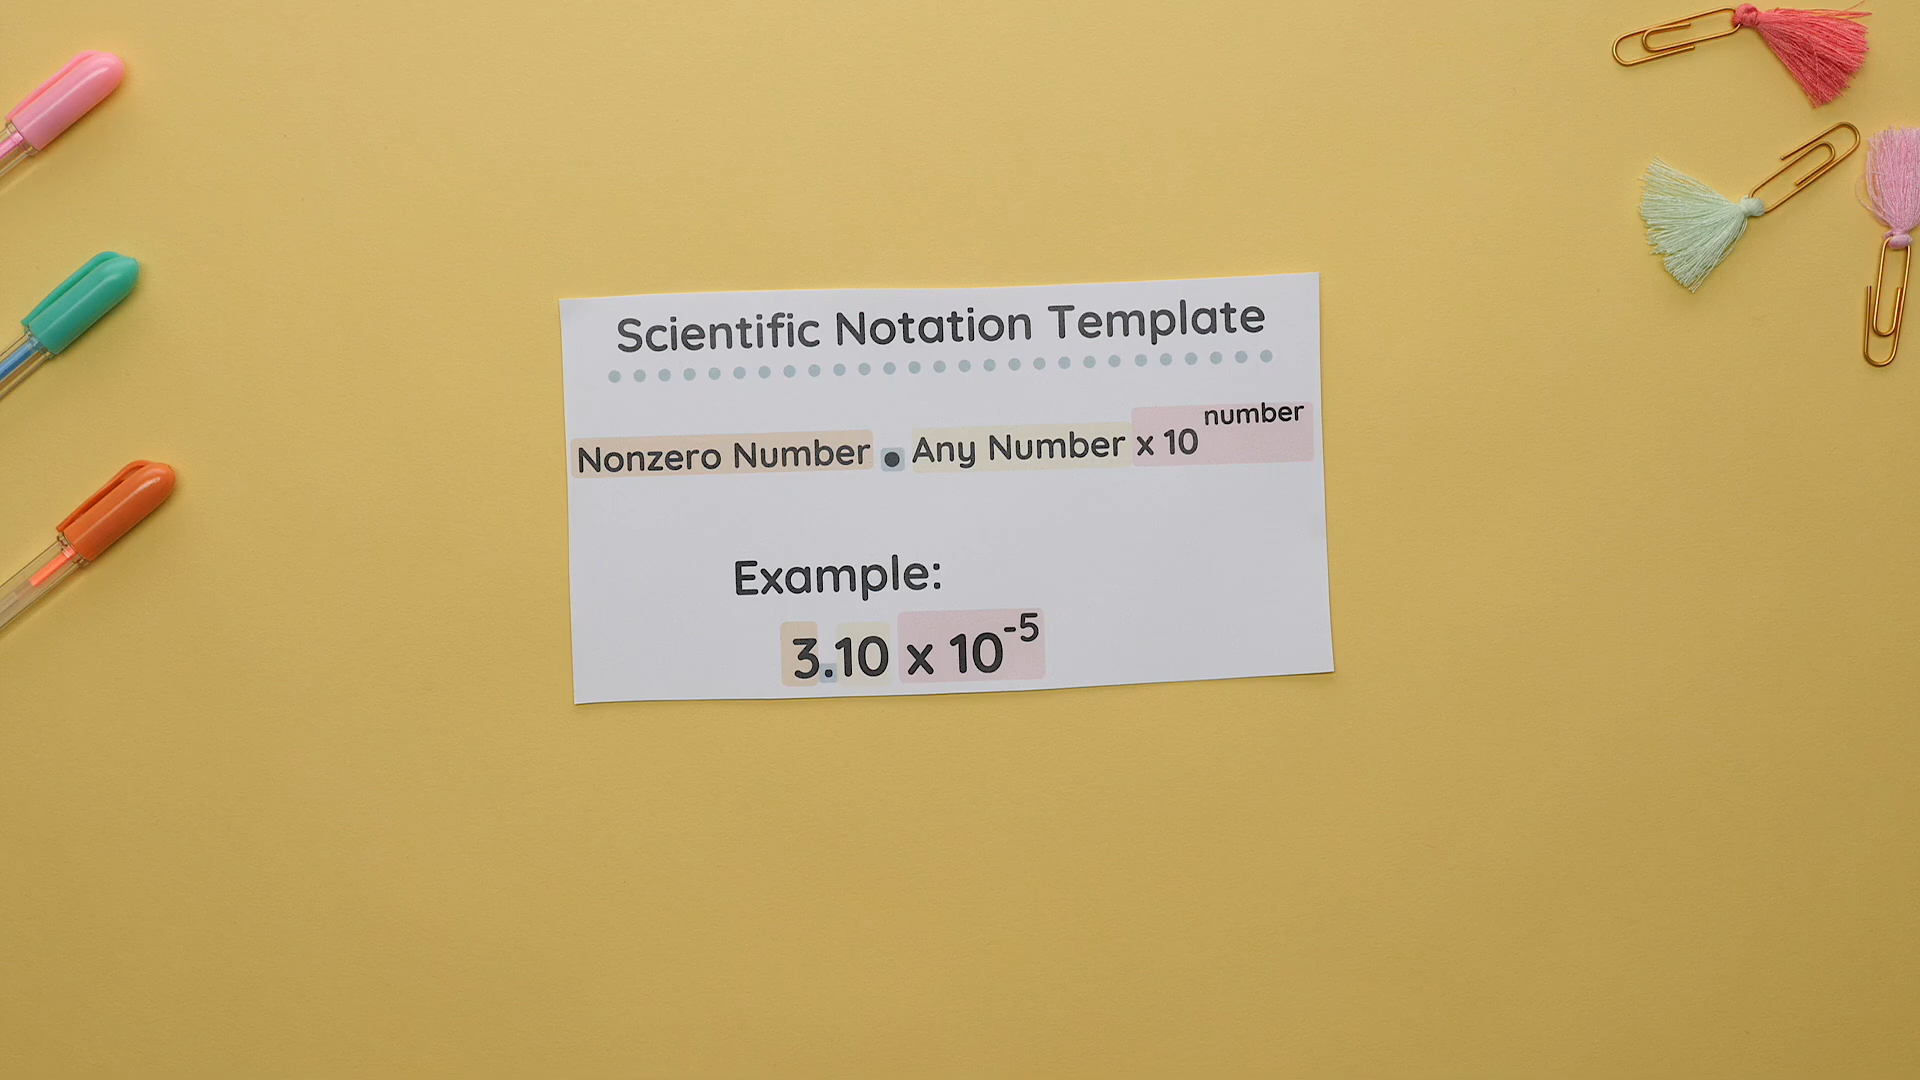 Scientific Notation Template
Nonzero Number . Any Number x 10 number
Example:
3.10 x 10-5